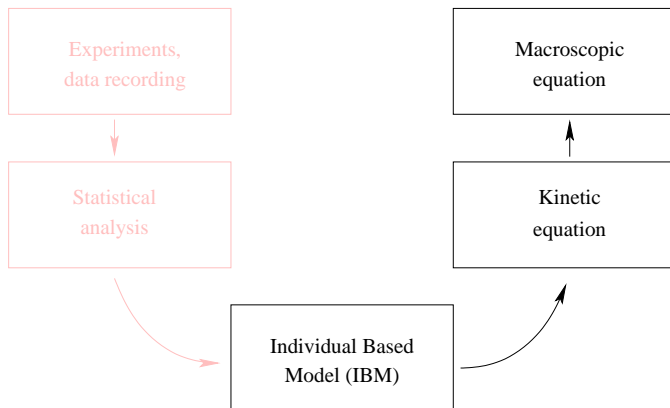 Experiments,
data recording
Statistical
analysis
Individual Based
Model (IBM)
Kinetic
equation
Macroscopic
equation